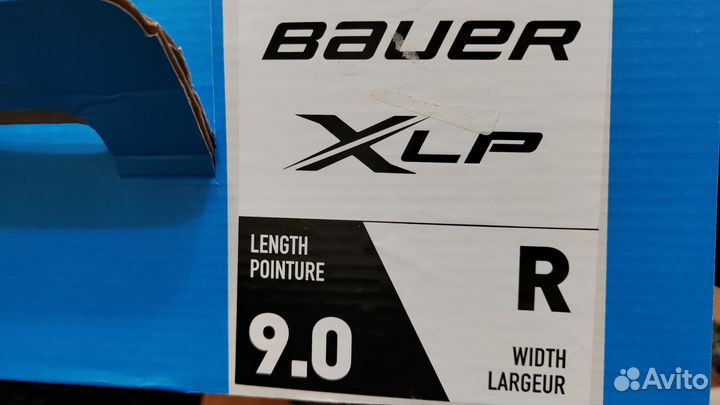 BAUER
XLP
LENGTH
POINTURE
9.0
R
WIDTH
LARGEUR
Avito